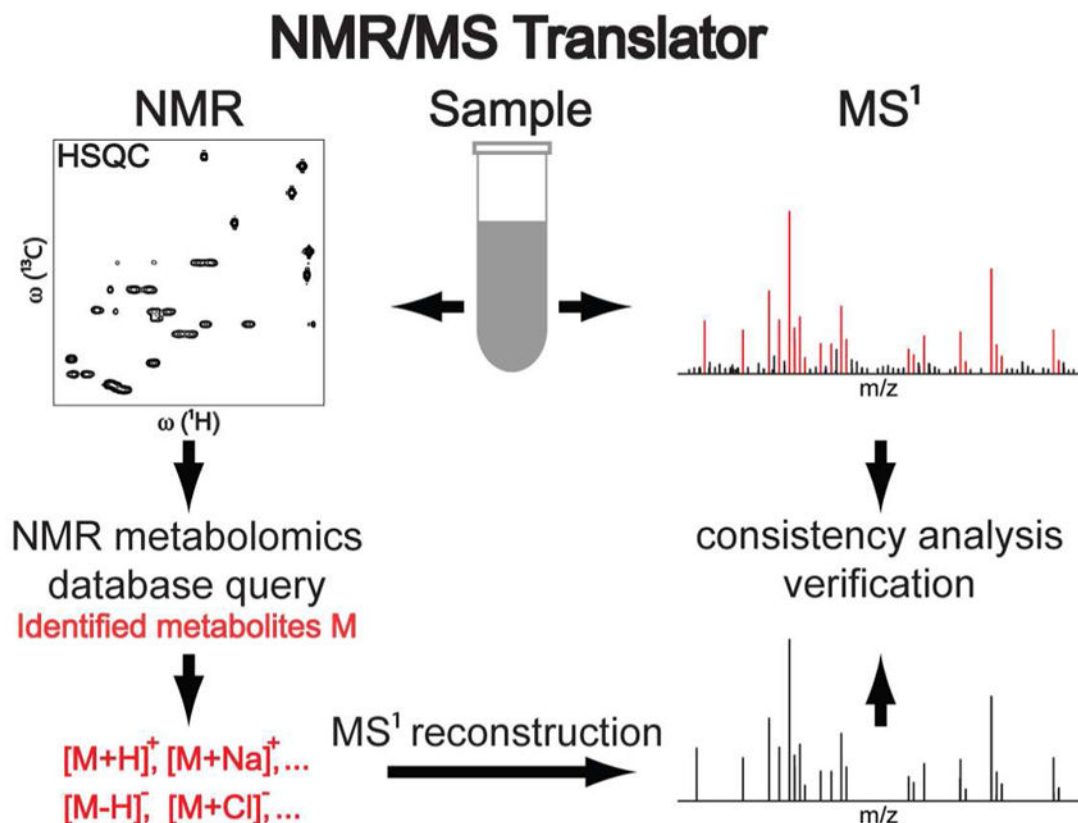 NMR/MS Translator
NMR
Sample
MS¹
HSQC
ω (¹³C)
ω (¹H)
m/z
NMR metabolomics
database query
Identified metabolites M
consistency analysis
verification
[M+H]⁺, [M+Na]⁺, ...
[M-H]⁻, [M+Cl]⁻, ...
MS¹ reconstruction
m/z